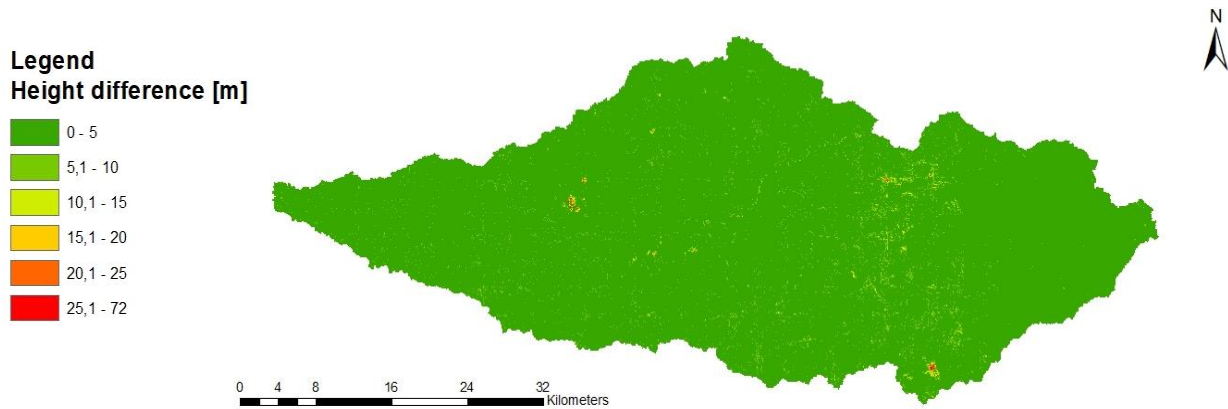 N
Legend
Height difference [m]
0 - 5
5,1 - 10
10,1 - 15
15,1 - 20
20,1 - 25
25,1 - 72
0 4 8 16 24 32
Kilometers